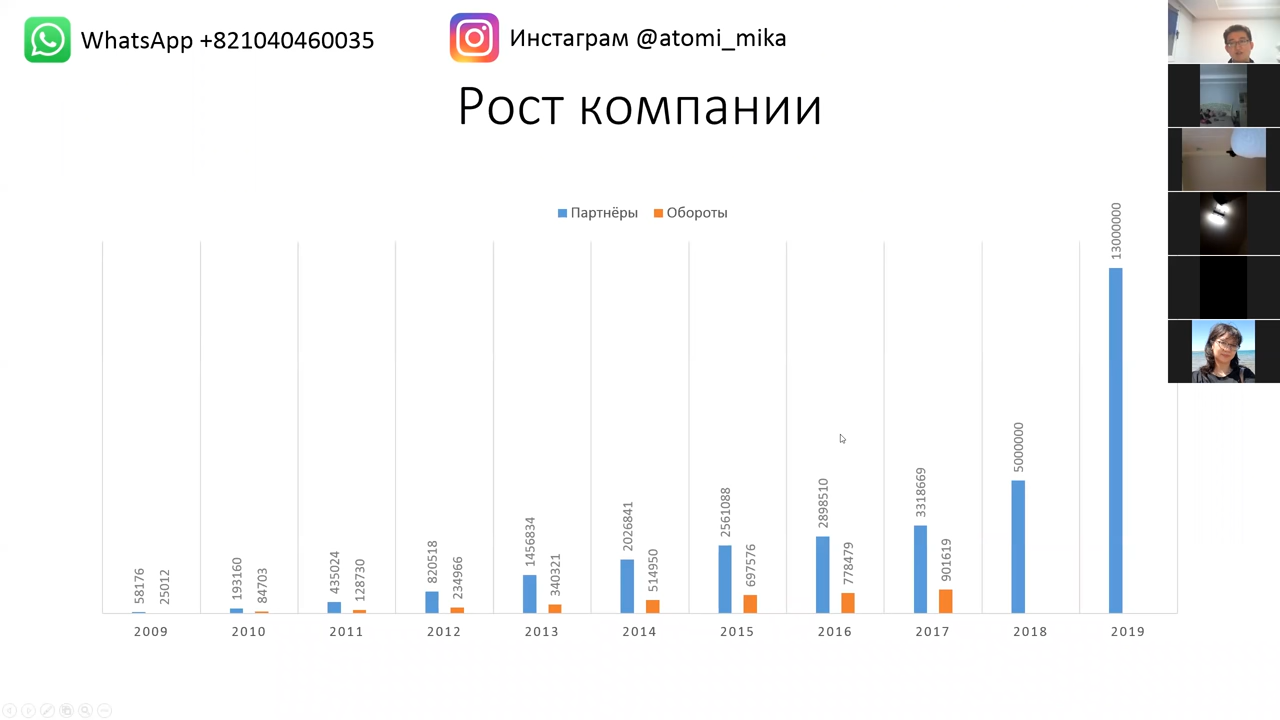 WhatsApp +821040460035
Инстаграм @atomi_mika
Рост компании
Партнёры Обороты
58176 25012
193160 84703
435024 128730
820518 234966
1456834 340321
2026841 514950
2561088 697576
2898510 778479
3318669 901619
5000000
13000000
2009 2010 2011 2012 2013 2014 2015 2016 2017 2018 2019